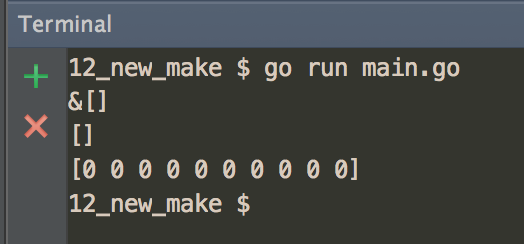 Terminal
12_new_make $ go run main.go
&[]
[]
[0 0 0 0 0 0 0 0 0 0]
12_new_make $